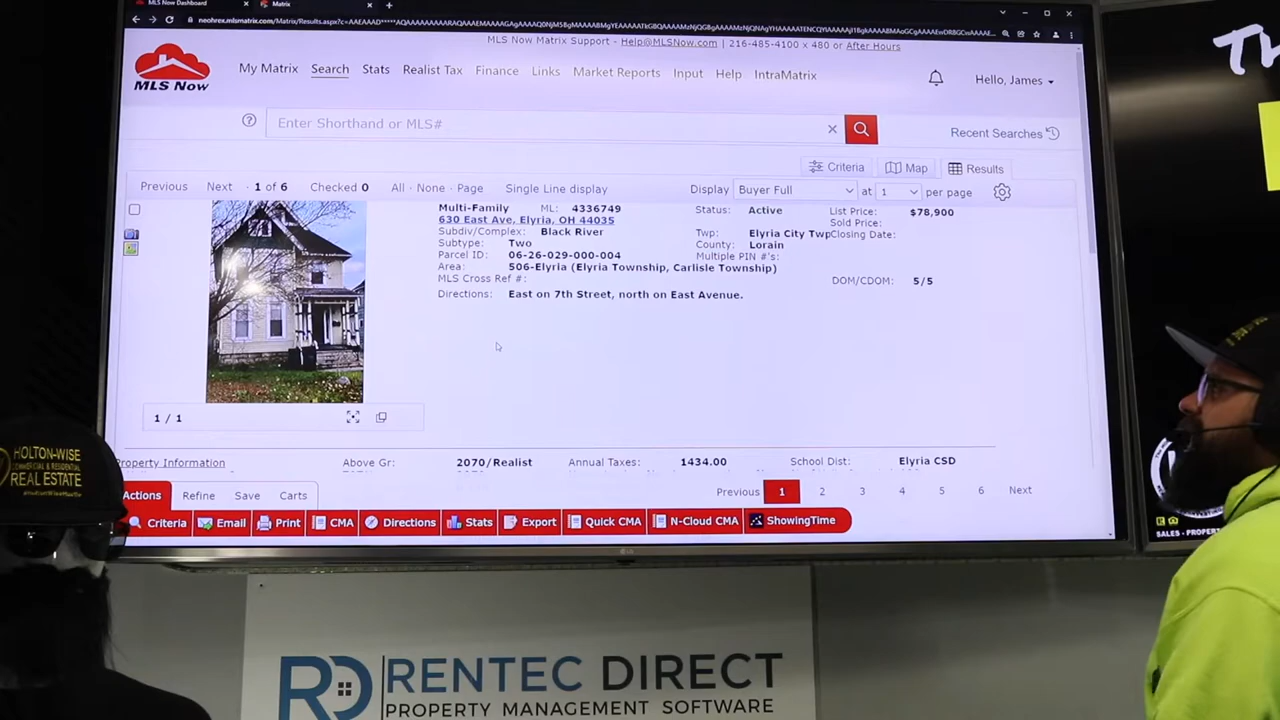 MLS Now Dashboard
Matrix
MLS Now Matrix Support - Help@MLSNow.com | 216-485-4100 x 480 or After Hours
MLS Now
My Matrix Search Stats Realist Tax Finance Links Market Reports Input Help IntraMatrix
Hello, James
Enter Shorthand or MLS#
Recent Searches
Criteria Map Results
Previous Next · 1 of 6 Checked 0 All · None · Page Single Line display Display Buyer Full at 1 per page
Multi-Family ML: 4336749 Status: Active List Price: $78,900
630 East Ave, Elyria, OH 44035 Sold Price:
Subdiv/Complex: Black River Twp: Elyria City Twp Closing Date:
Subtype: Two County: Lorain
Parcel ID: 06-26-029-000-004 Multiple PIN #'s:
Area: 506-Elyria (Elyria Township, Carlisle Township)
MLS Cross Ref #: DOM/CDOM: 5/5
Directions: East on 7th Street, north on East Avenue.
1 / 1
Property Information Above Gr: 2070/Realist Annual Taxes: 1434.00 School Dist: Elyria CSD
Actions Refine Save Carts Previous 1 2 3 4 5 6 Next
Criteria Email Print CMA Directions Stats Export Quick CMA N-Cloud CMA ShowingTime
HOLTON-WISE
COMMERCIAL & RESIDENTIAL
REAL ESTATE
LG
RD RENTEC DIRECT
PROPERTY MANAGEMENT SOFTWARE